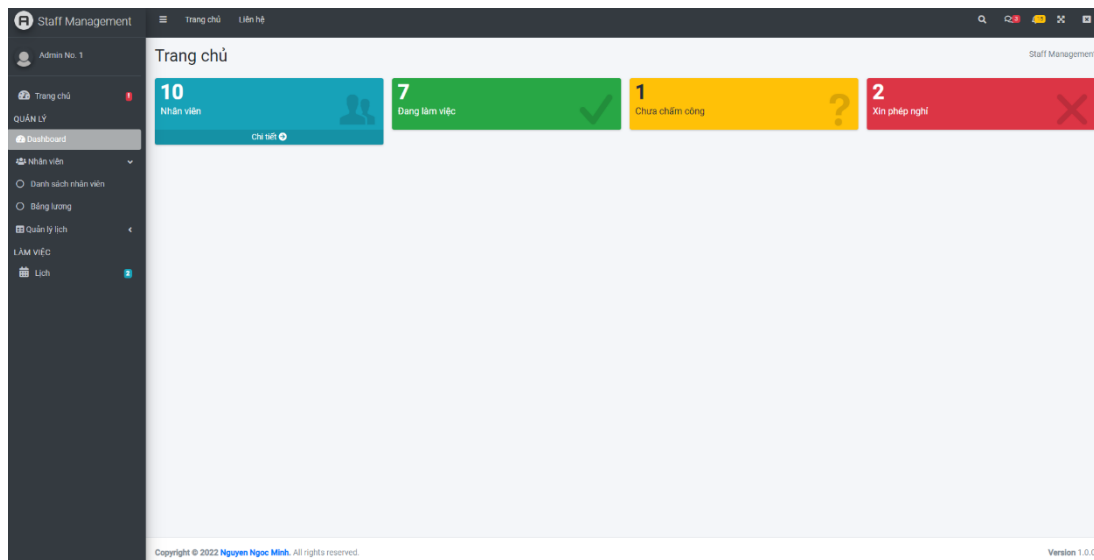 Staff Management
Trang chủ Liên hệ
Admin No. 1
Trang chủ
Staff Management
Trang chủ 1
QUẢN LÝ
Dashboard
Nhân viên
Danh sách nhân viên
Bảng lương
Quản lý lịch
LÀM VIỆC
Lịch 2
10
Nhân viên
Chi tiết
7
Đang làm việc
1
Chưa chấm công
2
Xin phép nghỉ
Copyright © 2022 Nguyen Ngoc Minh. All rights reserved.
Version 1.0.0